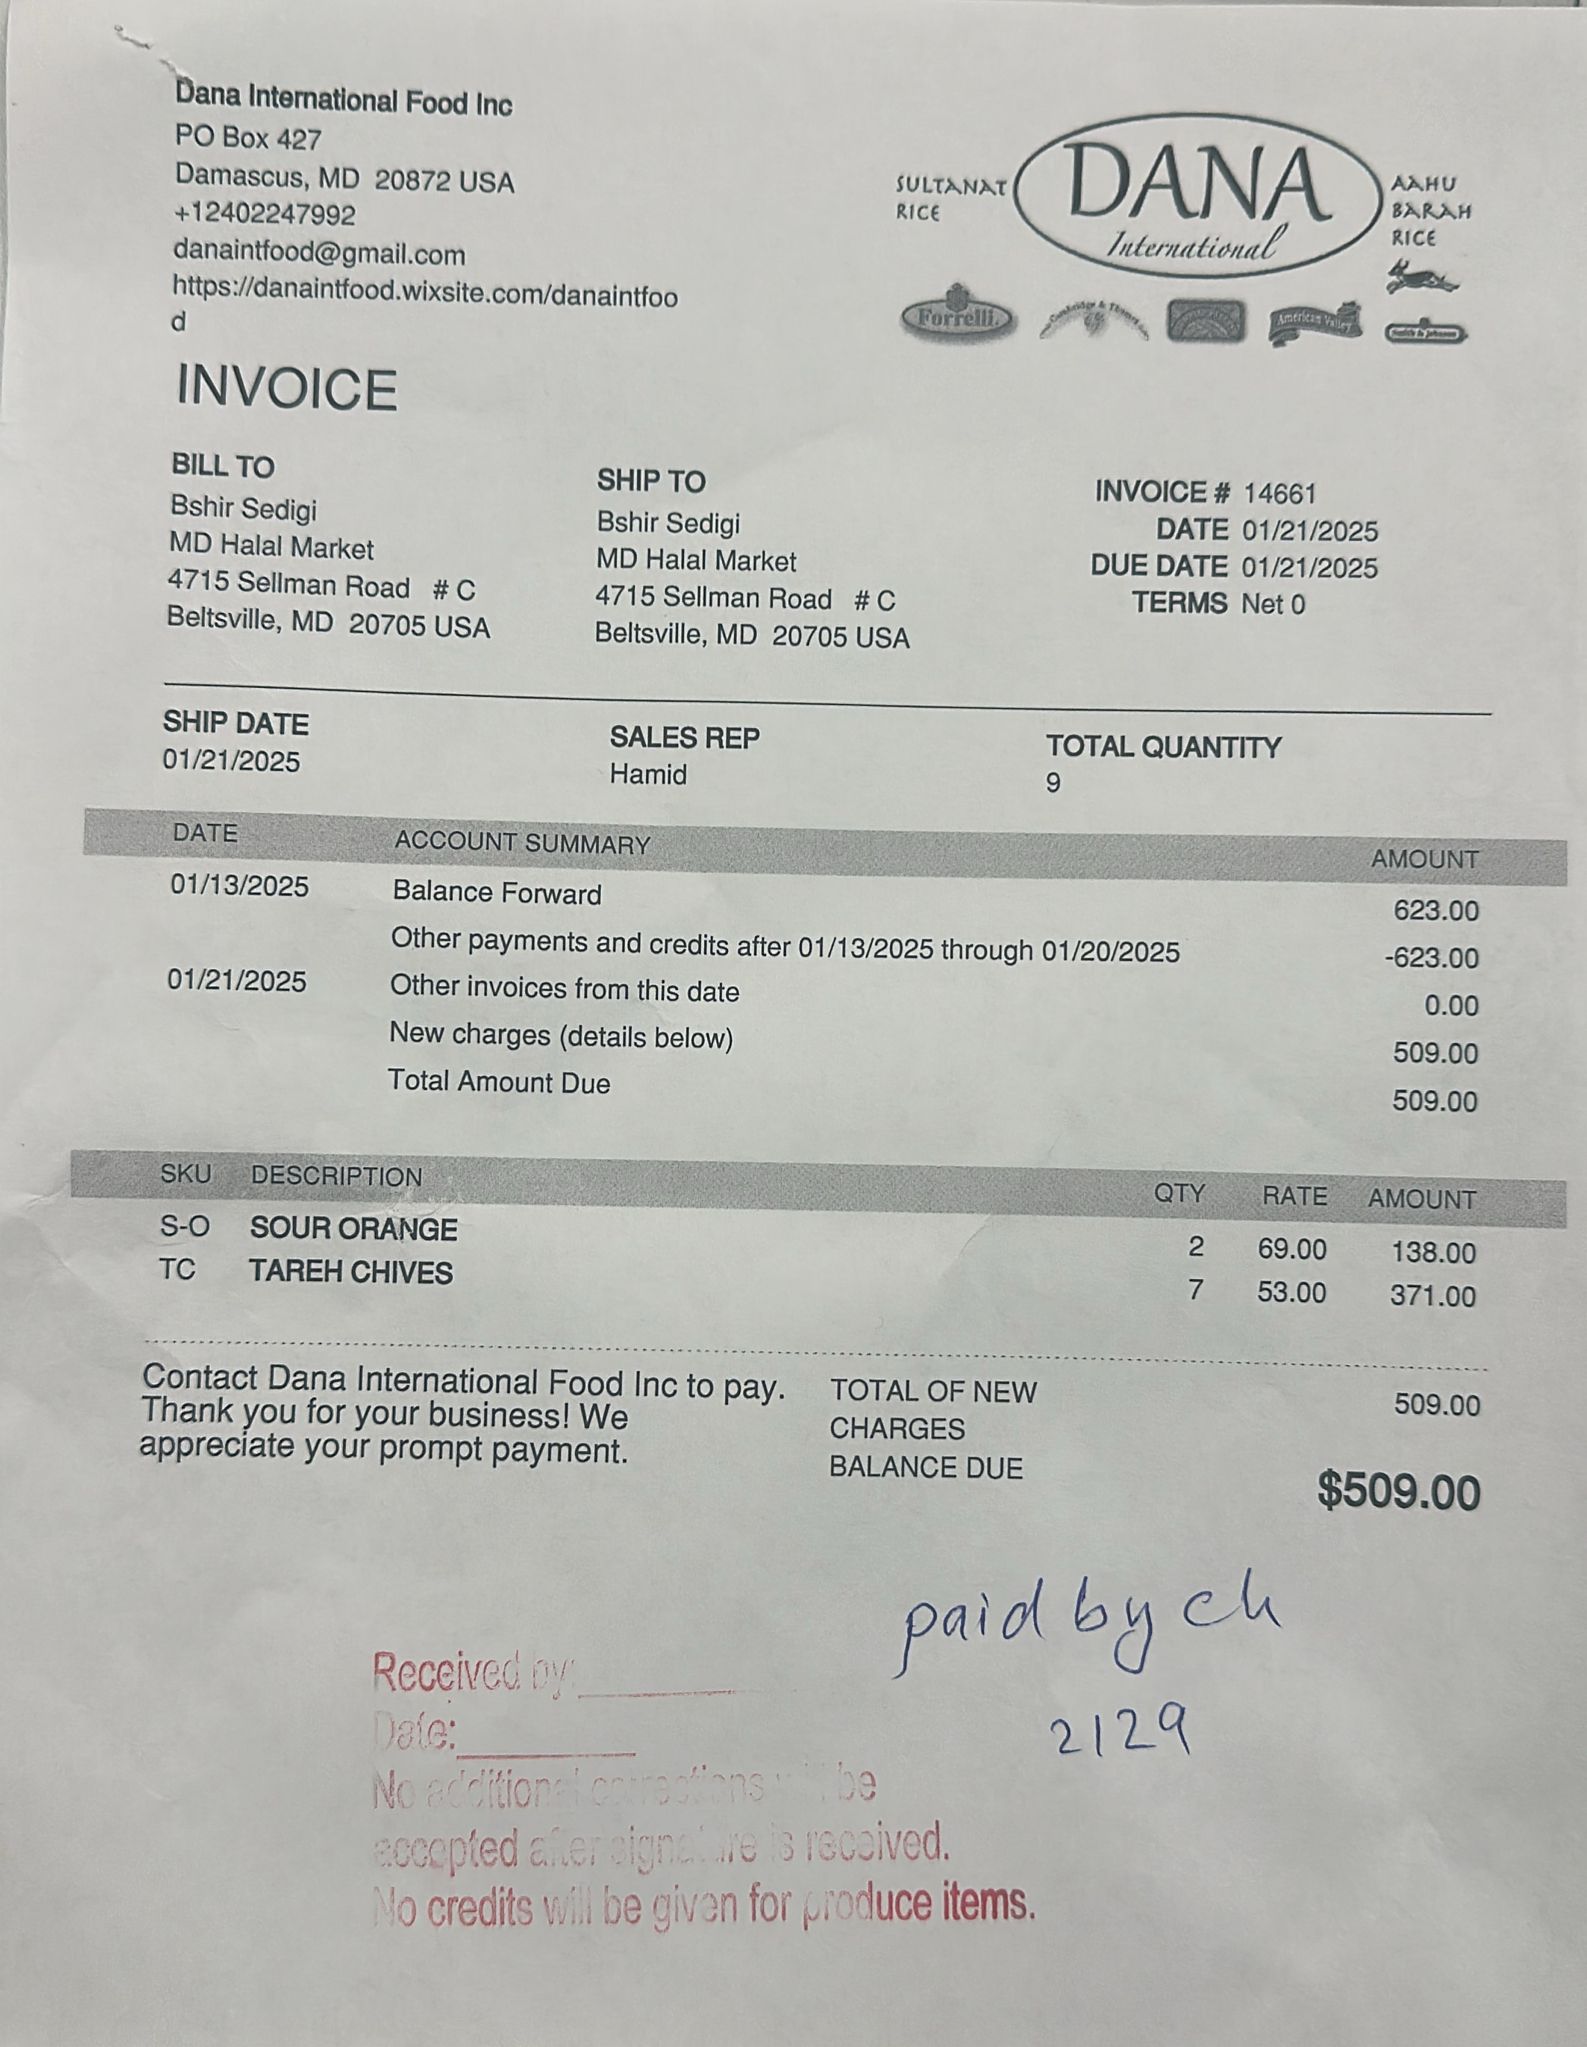 Dana International Food Inc
PO Box 427
Damascus, MD 20872 USA
+12402247992
danaintfood@gmail.com
https://danaintfood.wixsite.com/danaintfoo
d
SULTANAT
RICE
DANA
International
AAHU
BARAH
RICE
Forrelli
American Valley
INVOICE
BILL TO
Bshir Sedigi
MD Halal Market
4715 Sellman Road # C
Beltsville, MD 20705 USA
SHIP TO
Bshir Sedigi
MD Halal Market
4715 Sellman Road # C
Beltsville, MD 20705 USA
INVOICE # 14661
DATE 01/21/2025
DUE DATE 01/21/2025
TERMS Net 0
SHIP DATE
01/21/2025
SALES REP
Hamid
TOTAL QUANTITY
9
DATE ACCOUNT SUMMARY AMOUNT
01/13/2025 Balance Forward 623.00
Other payments and credits after 01/13/2025 through 01/20/2025 -623.00
01/21/2025 Other invoices from this date 0.00
New charges (details below) 509.00
Total Amount Due 509.00
SKU DESCRIPTION QTY RATE AMOUNT
S-O SOUR ORANGE 2 69.00 138.00
TC TAREH CHIVES 7 53.00 371.00
Contact Dana International Food Inc to pay.
Thank you for your business! We
appreciate your prompt payment.
TOTAL OF NEW
CHARGES 509.00
BALANCE DUE $509.00
paid by ch
2129
Received by:
Date:
No additional corrections will be
accepted after signature is received.
No credits will be given for produce items.